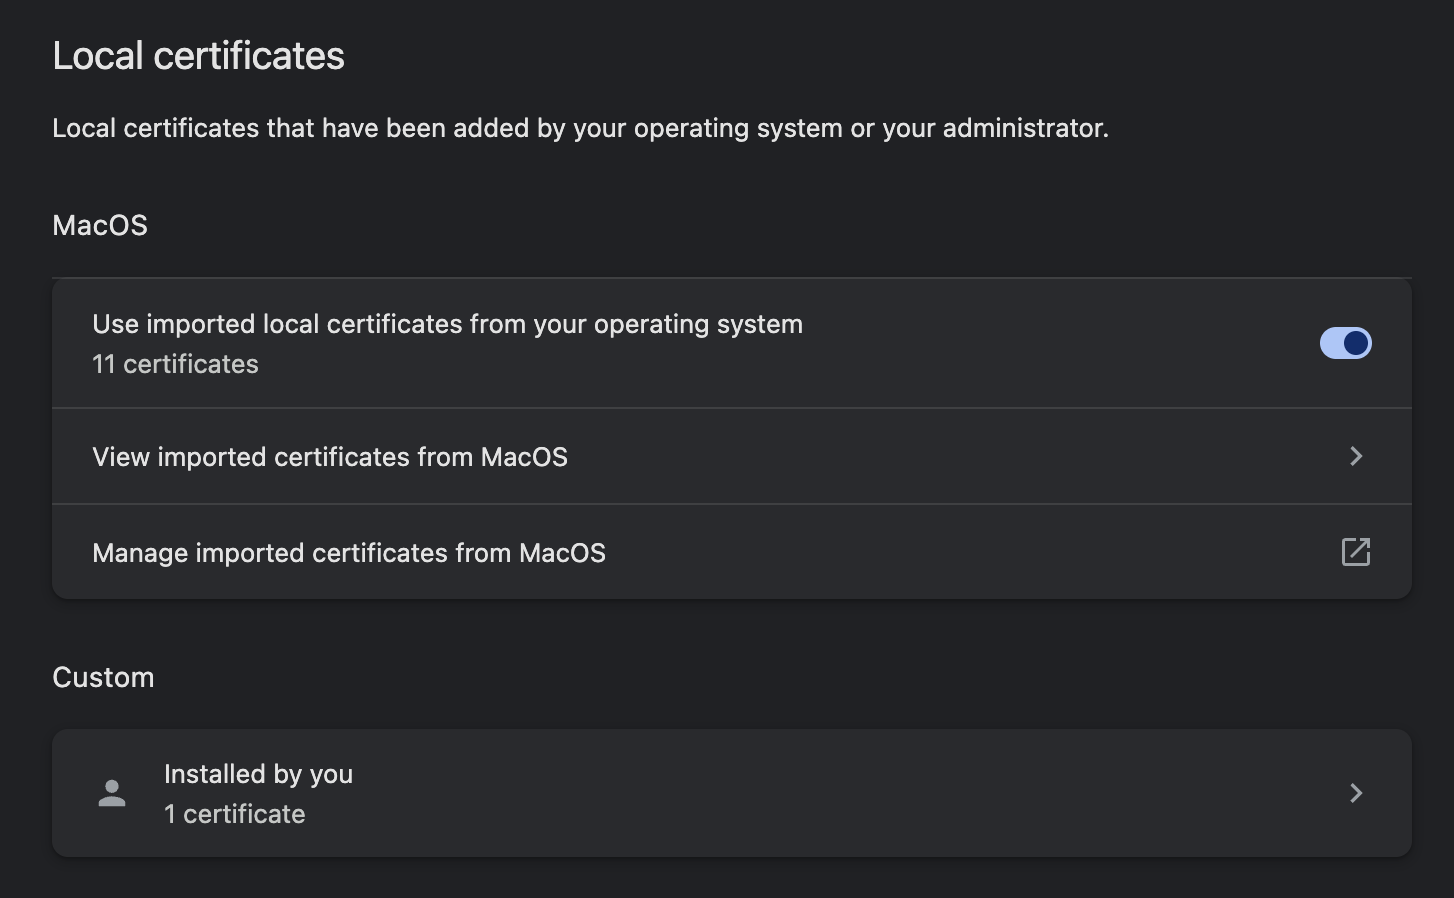 Local certificates
Local certificates that have been added by your operating system or your administrator.
MacOS
Use imported local certificates from your operating system
11 certificates
View imported certificates from MacOS
Manage imported certificates from MacOS
Custom
Installed by you
1 certificate